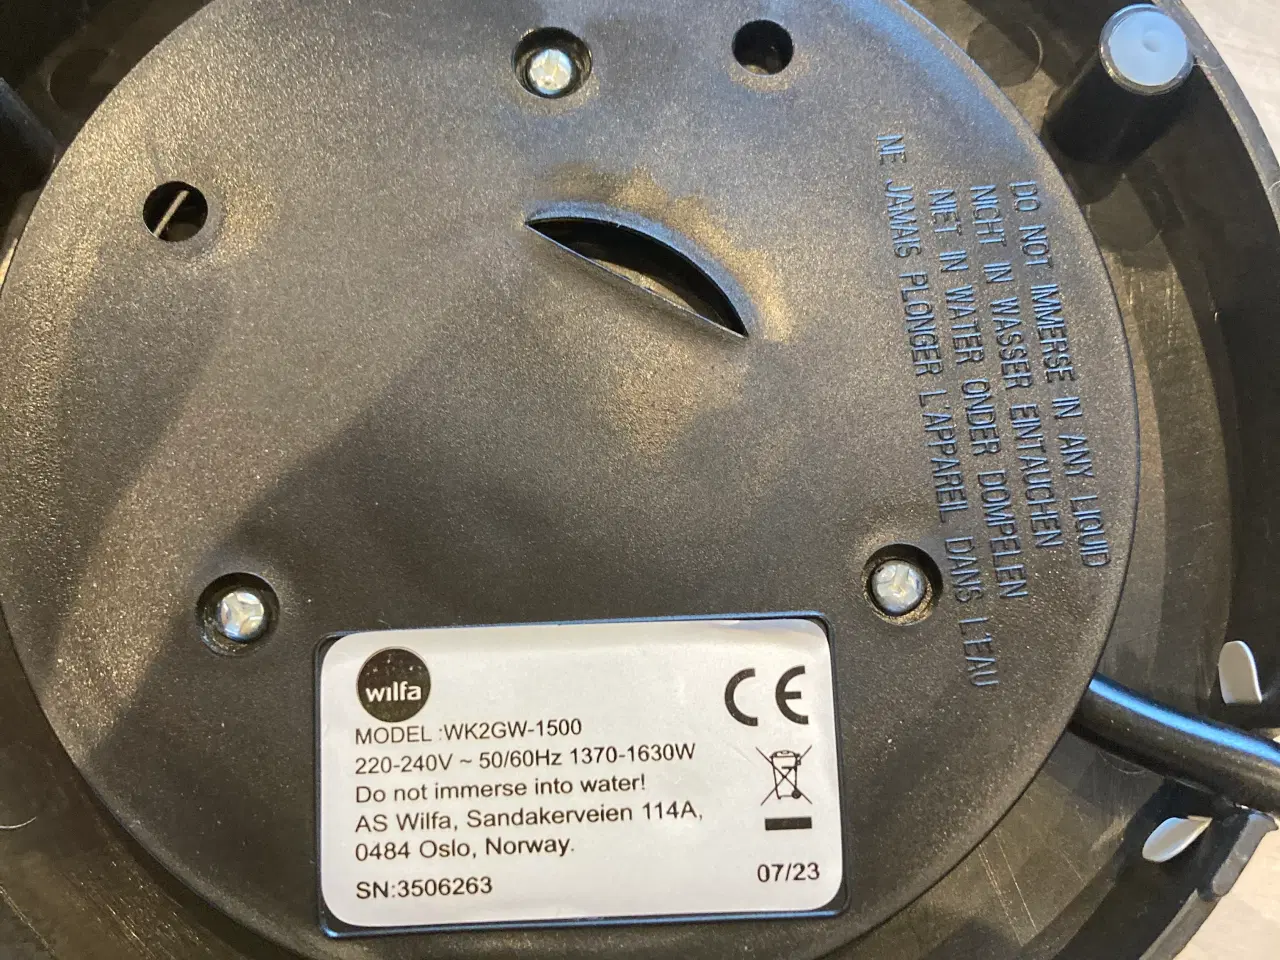 DO NOT IMMERSE IN ANY LIQUID
NICHT IN WASSER EINTAUCHEN
NIET IN WATER ONDER DOMPELEN
NE JAMAIS PLONGER L'APPAREIL DANS L'EAU
wilfa
CE
MODEL :WK2GW-1500
220-240V ~ 50/60Hz 1370-1630W
Do not immerse into water!
AS Wilfa, Sandakerveien 114A,
0484 Oslo, Norway.
SN:3506263
07/23